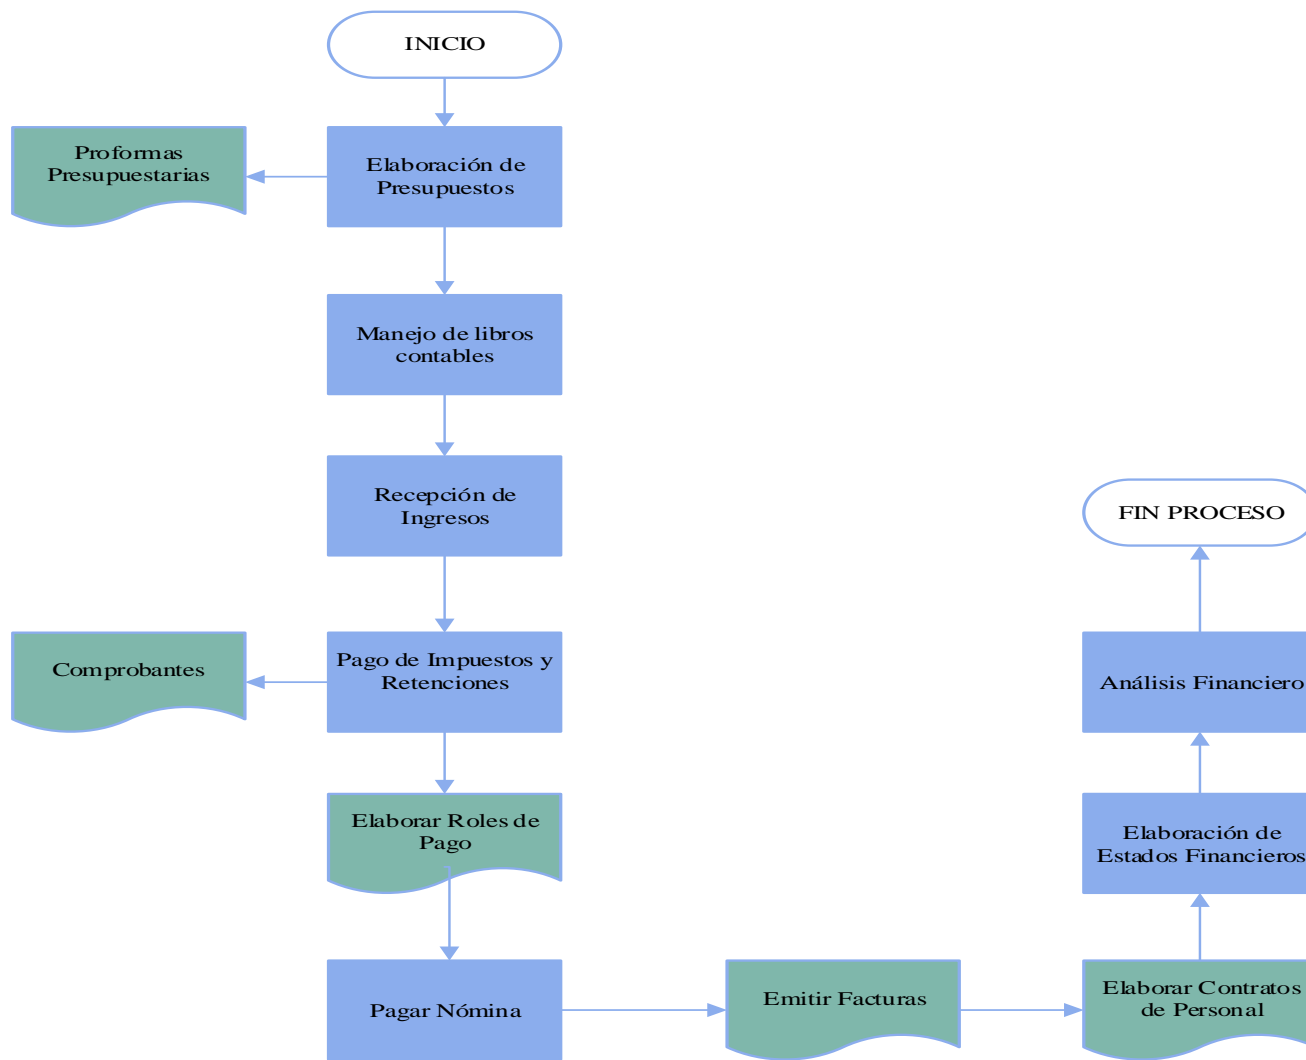 INICIO
Proformas
Presupuestarias
Elaboración de
Presupuestos
Manejo de libros
contables
Recepción de
Ingresos
Comprobantes
Pago de Impuestos y
Retenciones
Elaborar Roles de
Pago
Pagar Nómina
Emitir Facturas
Elaborar Contratos
de Personal
Elaboración de
Estados Financieros
Análisis Financiero
FIN PROCESO